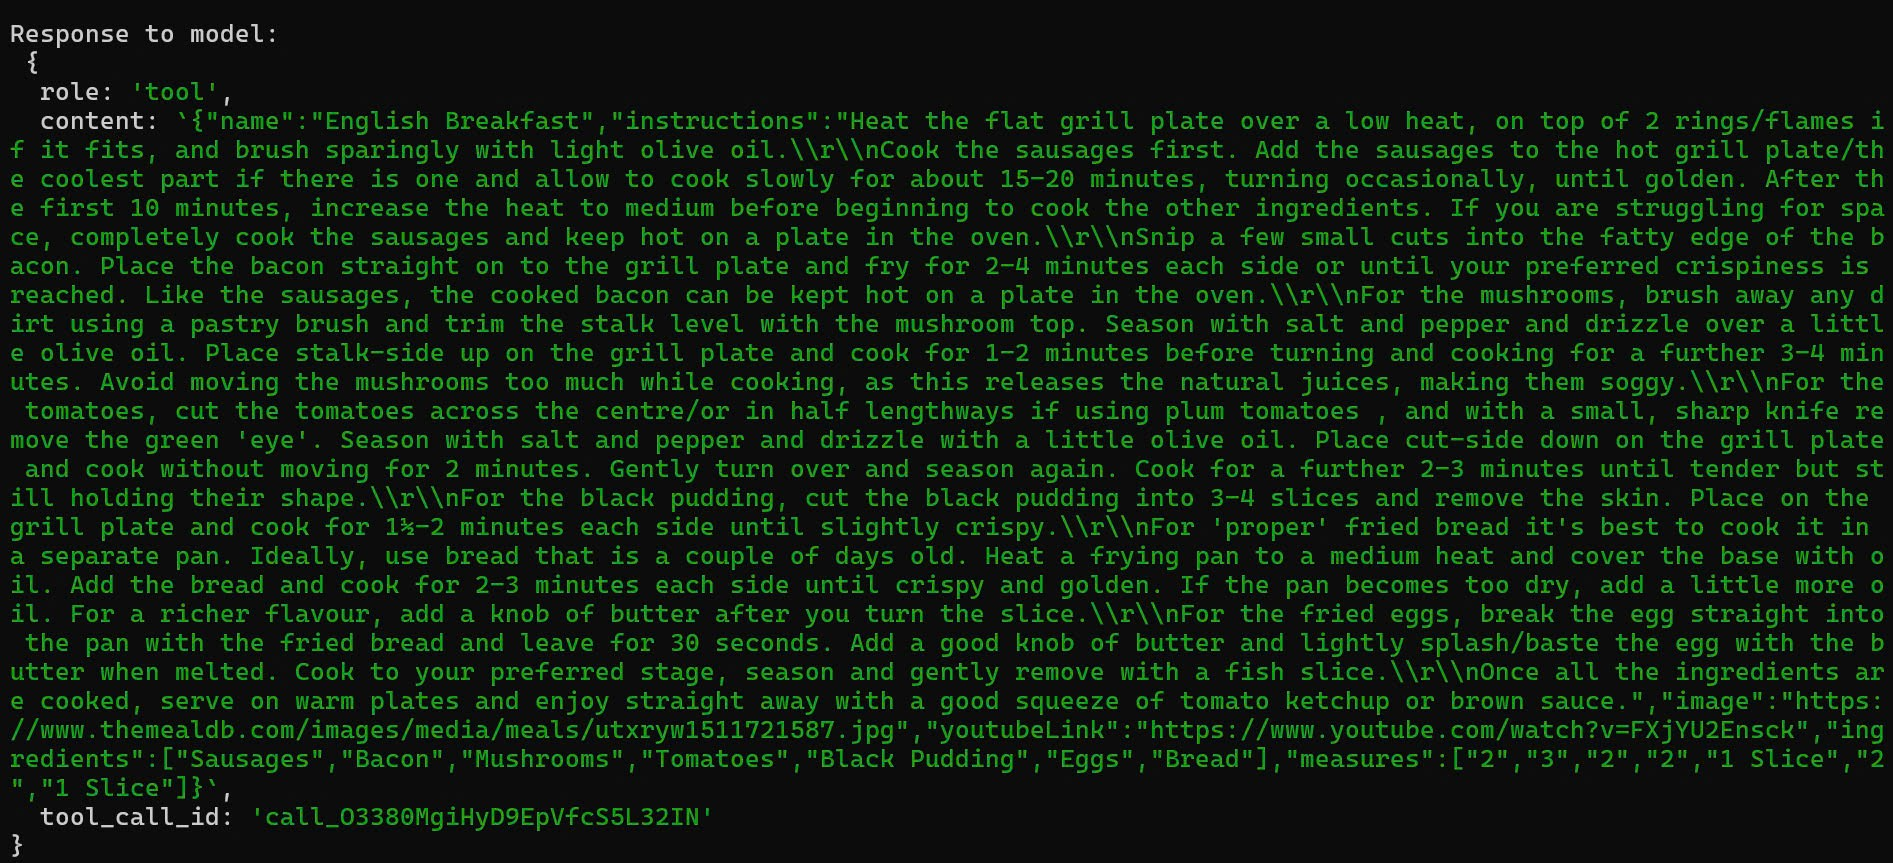 Response to model:
 {
  role: 'tool',
  content: `{"name":"English Breakfast","instructions":"Heat the flat grill plate over a low heat, on top of 2 rings/flames i
f it fits, and brush sparingly with light olive oil.\\r\\nCook the sausages first. Add the sausages to the hot grill plate/th
e coolest part if there is one and allow to cook slowly for about 15-20 minutes, turning occasionally, until golden. After th
e first 10 minutes, increase the heat to medium before beginning to cook the other ingredients. If you are struggling for spa
ce, completely cook the sausages and keep hot on a plate in the oven.\\r\\nSnip a few small cuts into the fatty edge of the b
acon. Place the bacon straight on to the grill plate and fry for 2-4 minutes each side or until your preferred crispiness is
reached. Like the sausages, the cooked bacon can be kept hot on a plate in the oven.\\r\\nFor the mushrooms, brush away any d
irt using a pastry brush and trim the stalk level with the mushroom top. Season with salt and pepper and drizzle over a littl
e olive oil. Place stalk-side up on the grill plate and cook for 1-2 minutes before turning and cooking for a further 3-4 min
utes. Avoid moving the mushrooms too much while cooking, as this releases the natural juices, making them soggy.\\r\\nFor the
 tomatoes, cut the tomatoes across the centre/or in half lengthways if using plum tomatoes , and with a small, sharp knife re
move the green 'eye'. Season with salt and pepper and drizzle with a little olive oil. Place cut-side down on the grill plate
 and cook without moving for 2 minutes. Gently turn over and season again. Cook for a further 2-3 minutes until tender but st
ill holding their shape.\\r\\nFor the black pudding, cut the black pudding into 3-4 slices and remove the skin. Place on the
grill plate and cook for 1½-2 minutes each side until slightly crispy.\\r\\nFor 'proper' fried bread it's best to cook it in
a separate pan. Ideally, use bread that is a couple of days old. Heat a frying pan to a medium heat and cover the base with o
il. Add the bread and cook for 2-3 minutes each side until crispy and golden. If the pan becomes too dry, add a little more o
il. For a richer flavour, add a knob of butter after you turn the slice.\\r\\nFor the fried eggs, break the egg straight into
 the pan with the fried bread and leave for 30 seconds. Add a good knob of butter and lightly splash/baste the egg with the b
utter when melted. Cook to your preferred stage, season and gently remove with a fish slice.\\r\\nOnce all the ingredients ar
e cooked, serve on warm plates and enjoy straight away with a good squeeze of tomato ketchup or brown sauce.","image":"https:
//www.themealdb.com/images/media/meals/utxryw1511721587.jpg","youtubeLink":"https://www.youtube.com/watch?v=FXjYU2Ensck","ing
redients":["Sausages","Bacon","Mushrooms","Tomatoes","Black Pudding","Eggs","Bread"],"measures":["2","3","2","2","1 Slice","2
","1 Slice"]}`,
  tool_call_id: 'call_O3380MgiHyD9EpVfcS5L32IN'
}